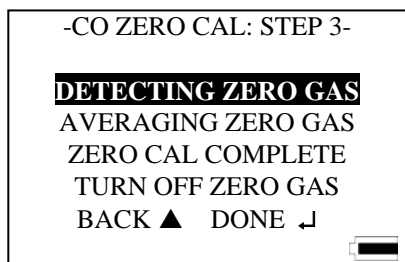 -CO ZERO CAL: STEP 3-
DETECTING ZERO GAS
AVERAGING ZERO GAS
ZERO CAL COMPLETE
TURN OFF ZERO GAS
BACK ▲ DONE ↵